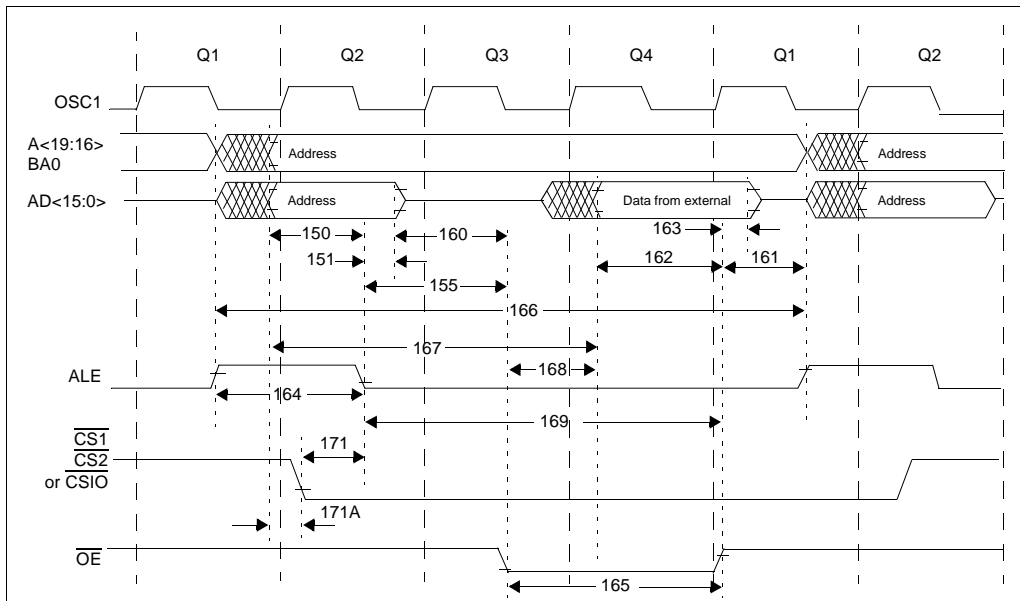 Q1 Q2 Q3 Q4 Q1 Q2
OSC1
A<19:16>
BA0
Address
Address
AD<15:0>
Address
Data from external
Address
150
160
163
151
162
161
155
166
167
ALE
168
164
169
CS1
CS2
or CSIO
171
171A
OE
165